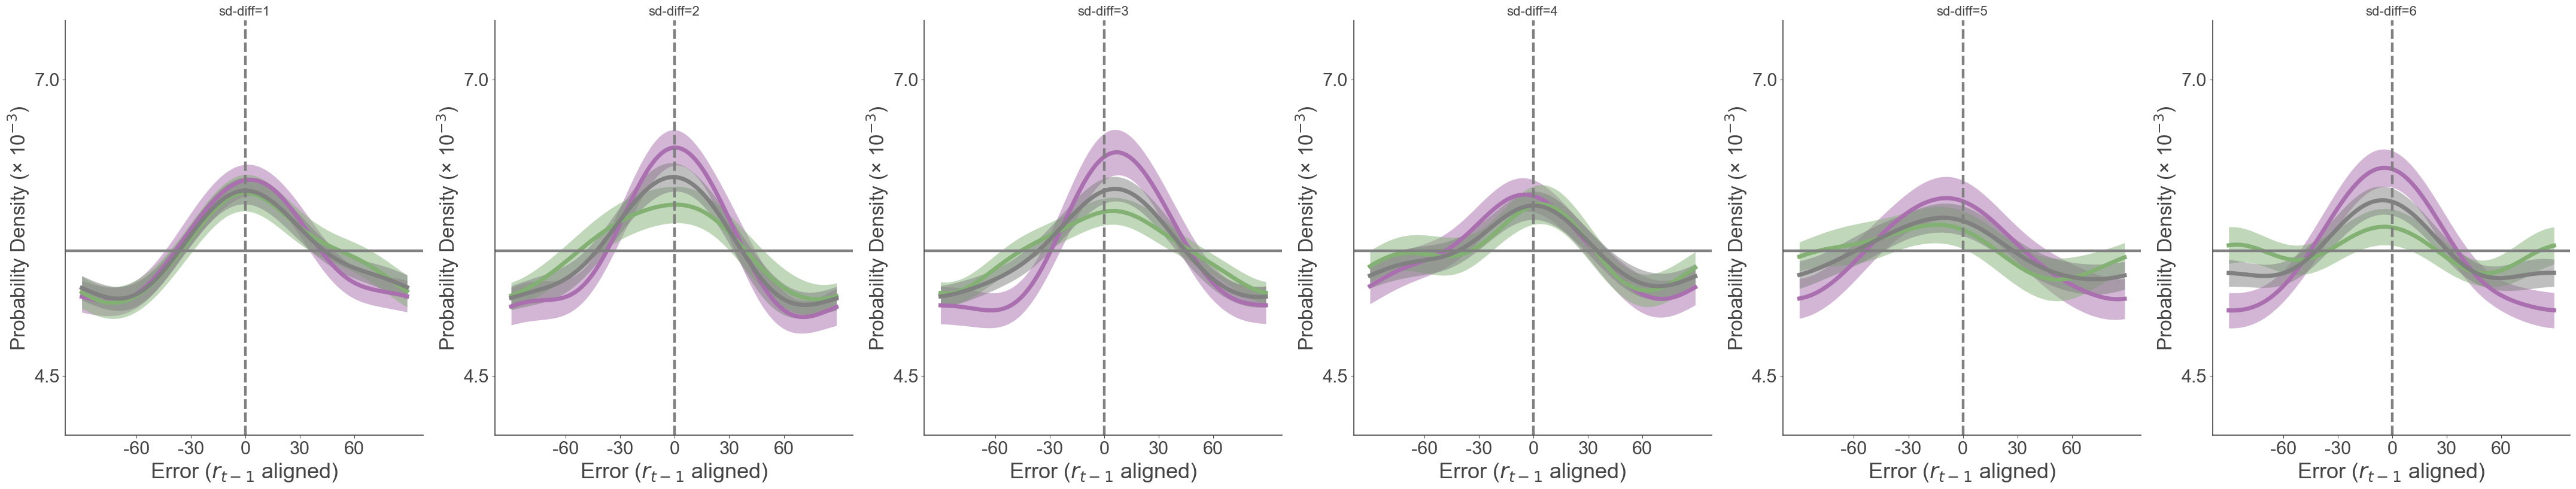 sd-diff=1
7.0
4.5
-60 -30 0 30 60
Error (r_{t-1} aligned)
Probability Density (× 10^{-3})
sd-diff=2
7.0
4.5
-60 -30 0 30 60
Error (r_{t-1} aligned)
Probability Density (× 10^{-3})
sd-diff=3
7.0
4.5
-60 -30 0 30 60
Error (r_{t-1} aligned)
Probability Density (× 10^{-3})
sd-diff=4
7.0
4.5
-60 -30 0 30 60
Error (r_{t-1} aligned)
Probability Density (× 10^{-3})
sd-diff=5
7.0
4.5
-60 -30 0 30 60
Error (r_{t-1} aligned)
Probability Density (× 10^{-3})
sd-diff=6
7.0
4.5
-60 -30 0 30 60
Error (r_{t-1} aligned)
Probability Density (× 10^{-3})